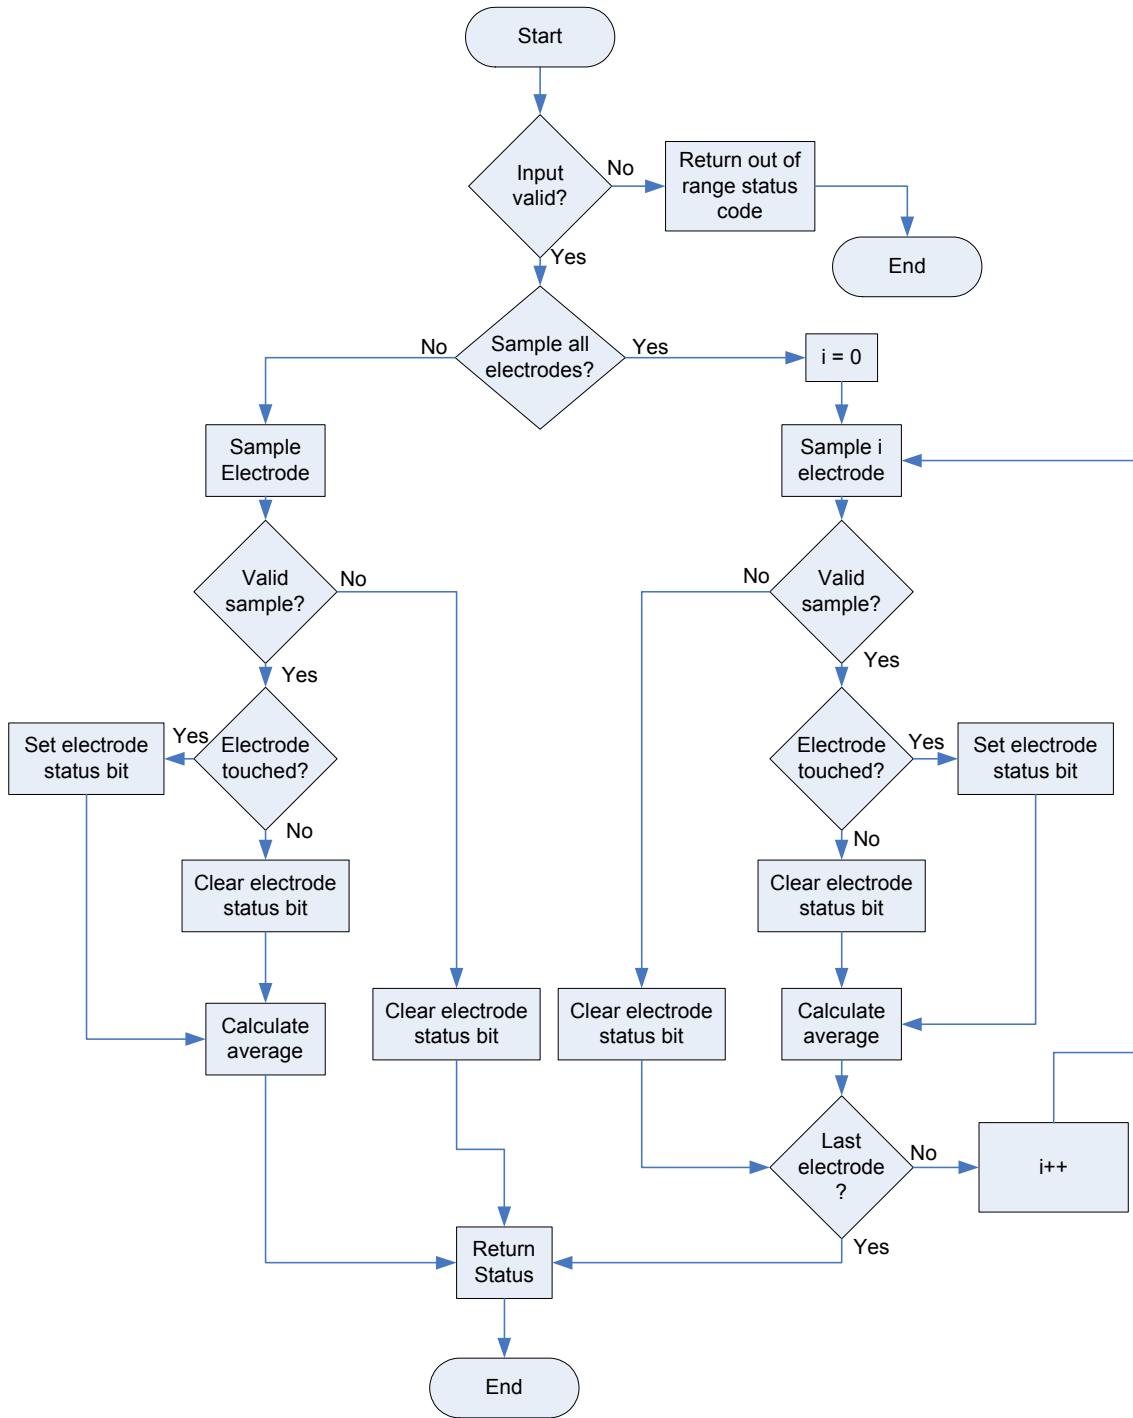 Start
Input
valid?
No
Return out of
range status
code
Yes
End
Sample all
electrodes?
No
Yes
i = 0
Sample
Electrode
Sample i
electrode
Valid
sample?
No
No
Valid
sample?
Yes
Yes
Set electrode
status bit
Yes
Electrode
touched?
Electrode
touched?
Yes
Set electrode
status bit
No
No
Clear electrode
status bit
Clear electrode
status bit
Calculate
average
Clear electrode
status bit
Clear electrode
status bit
Calculate
average
Last
electrode
?
No
i++
Yes
Return
Status
End